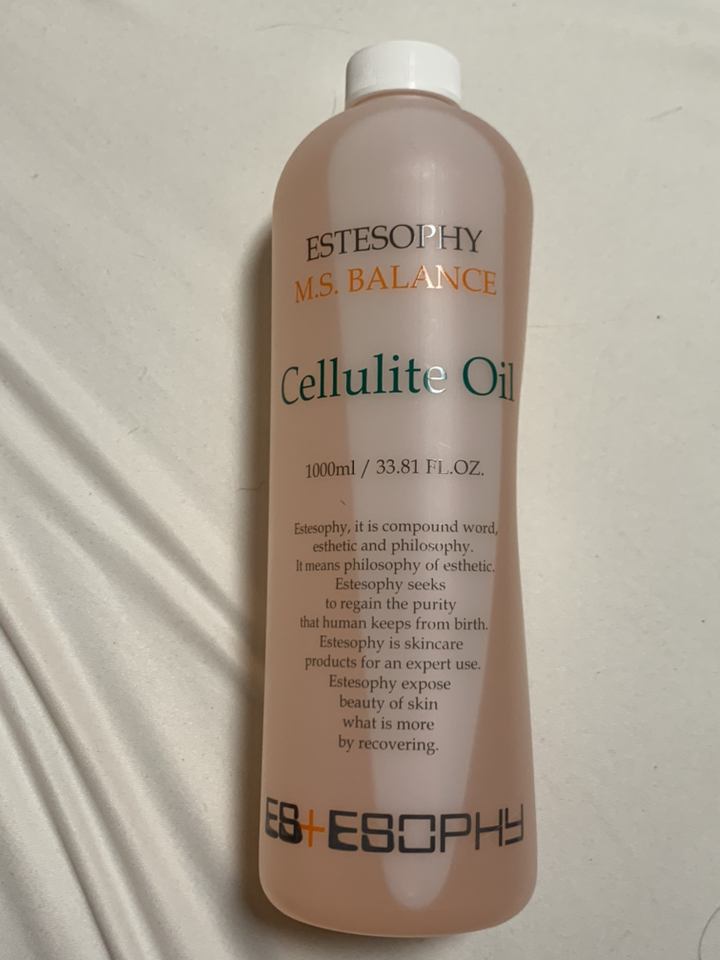 ESTESOPHY
M.S. BALANCE
Cellulite Oil
1000ml / 33.81 FL.OZ.
Estesophy, it is compound word,
esthetic and philosophy.
It means philosophy of esthetic.
Estesophy seeks
to regain the purity
that human keeps from birth.
Estesophy is skincare
products for an expert use.
Estesophy expose
beauty of skin
what is more
by recovering.
ESTESOPHY